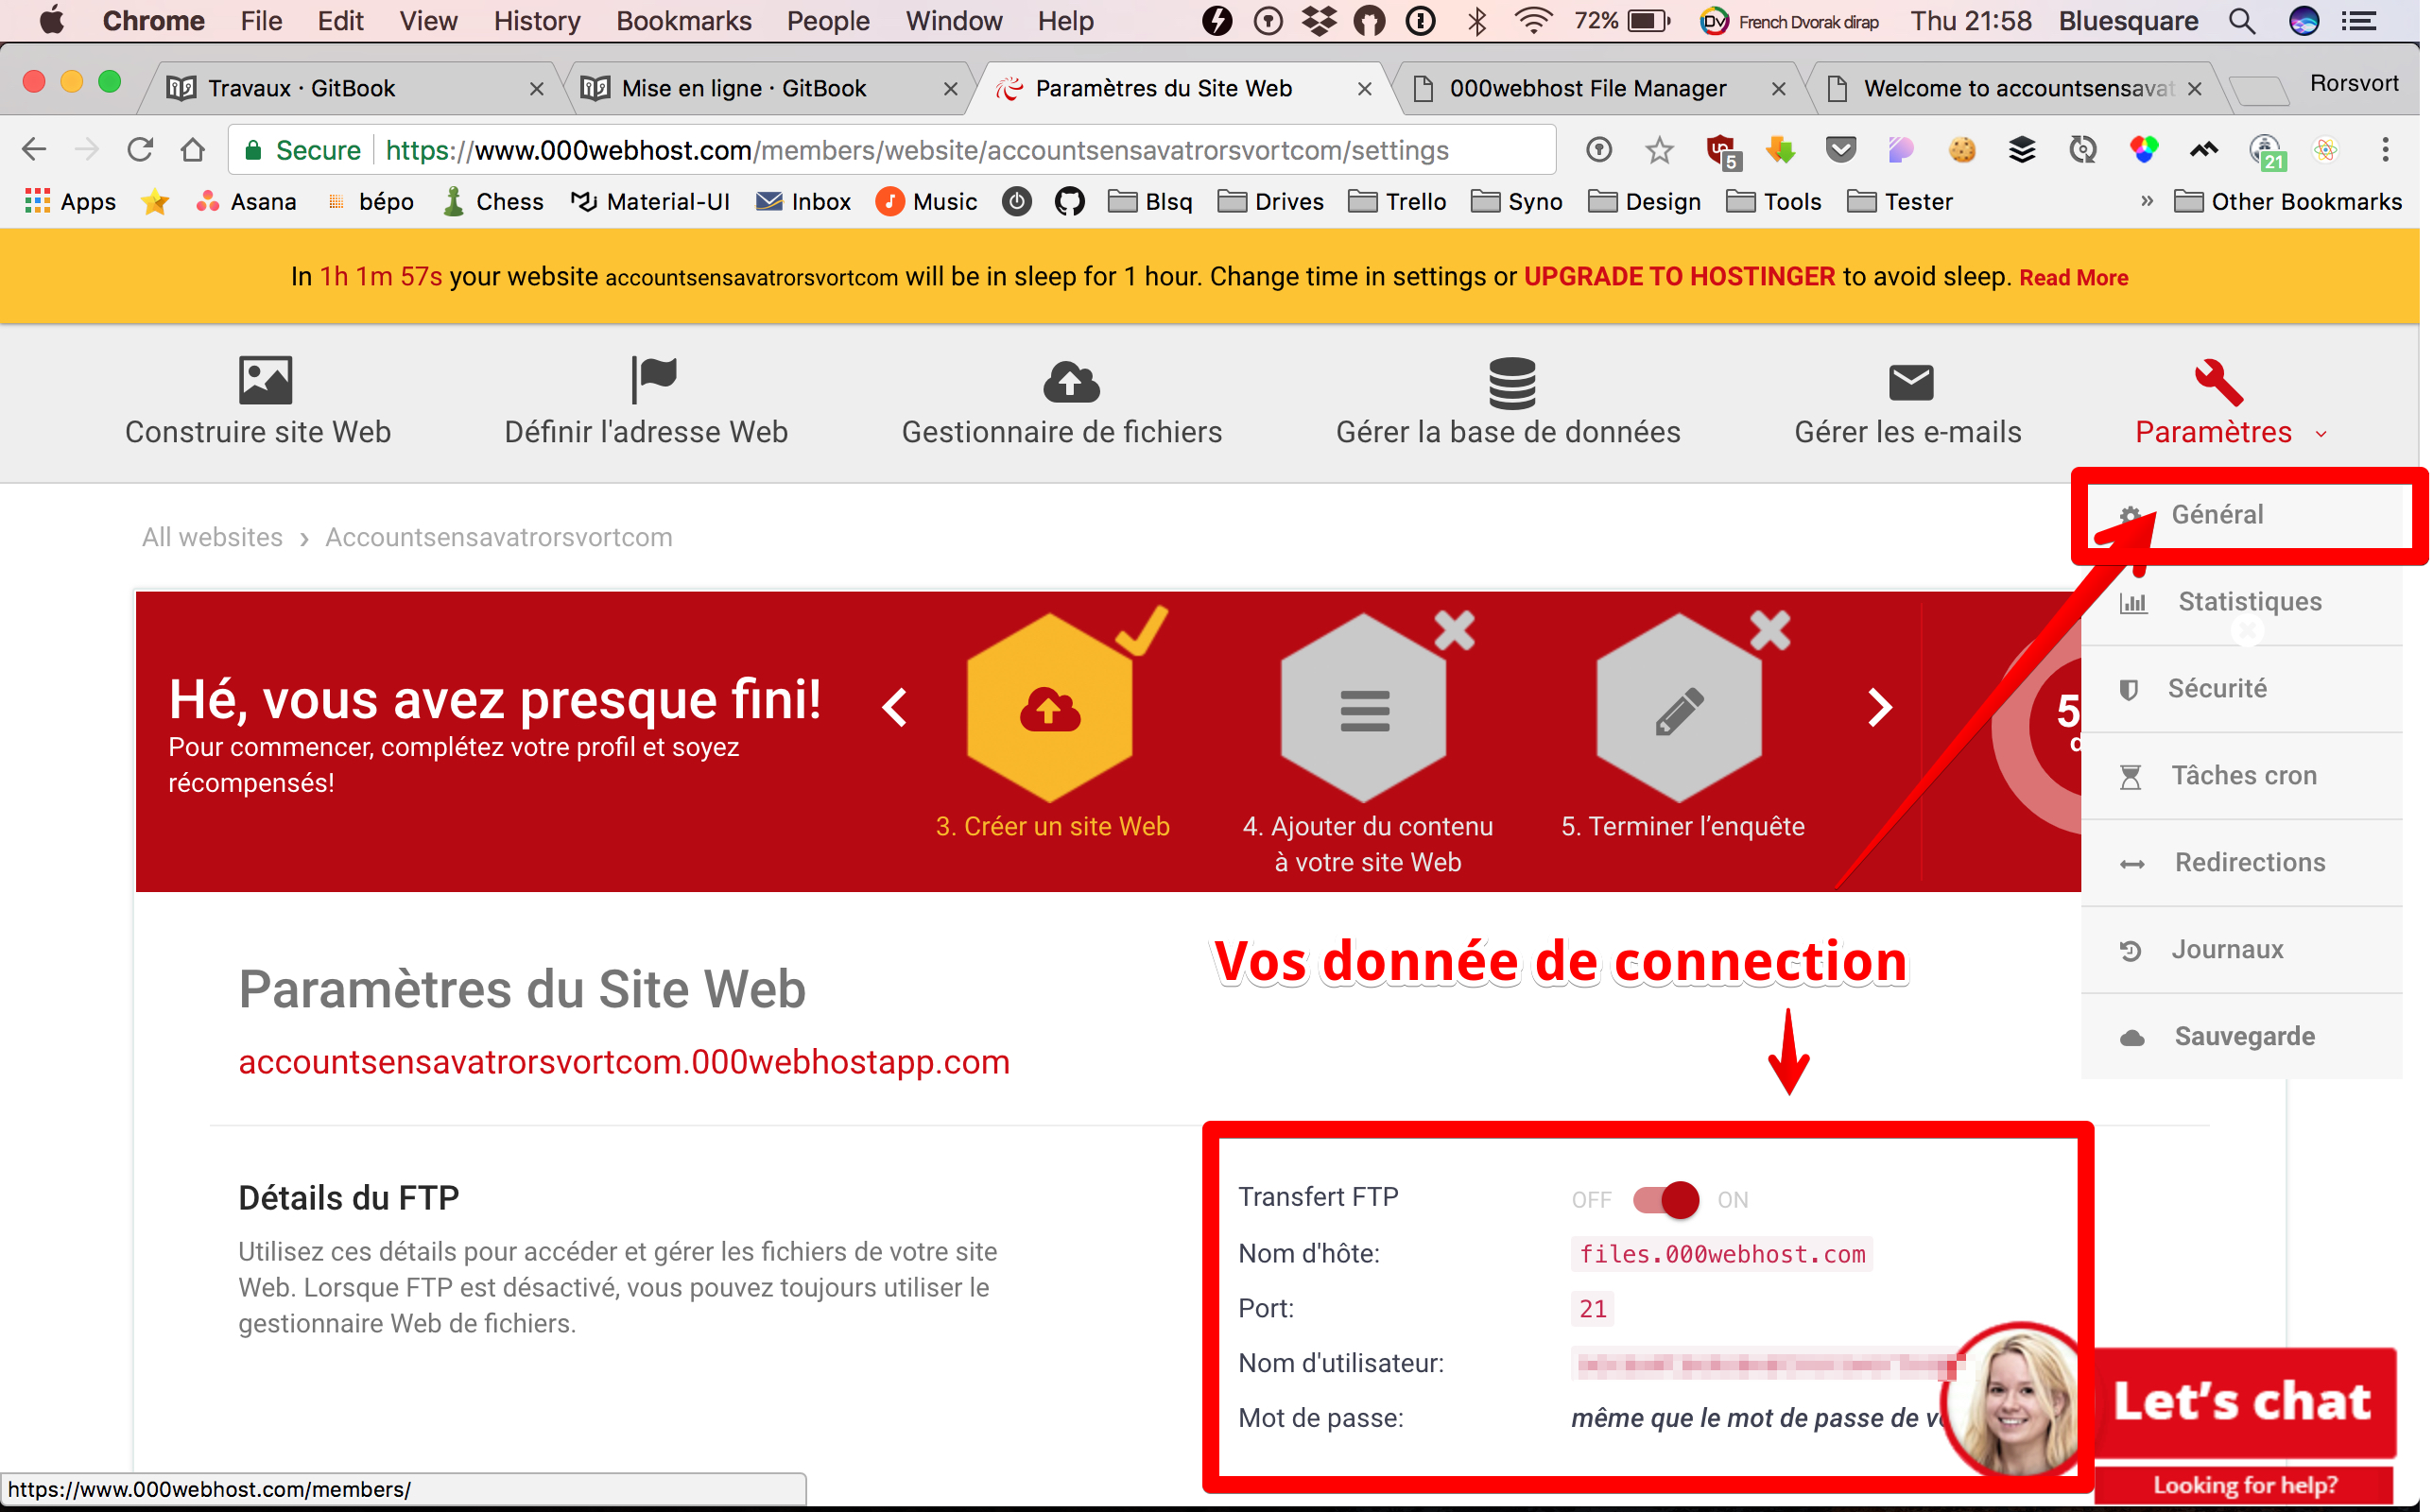 Chrome File Edit View History Bookmarks People Window Help 72% French Dvorak dirap Thu 21:58 Bluesquare
Travaux · GitBook
Mise en ligne · GitBook
Paramètres du Site Web
000webhost File Manager
Welcome to accountsensavat
Rorsvort
Secure https://www.000webhost.com/members/website/accountsensavatrorsvortcom/settings
5
21
Apps Asana bépo Chess Material-UI Inbox Music Blsq Drives Trello Syno Design Tools Tester » Other Bookmarks
In 1h 1m 57s your website accountsensavatrorsvortcom will be in sleep for 1 hour. Change time in settings or UPGRADE TO HOSTINGER to avoid sleep. Read More
Construire site Web
Définir l'adresse Web
Gestionnaire de fichiers
Gérer la base de données
Gérer les e-mails
Paramètres
All websites › Accountsensavatrorsvortcom
Général
Statistiques
Sécurité
Tâches cron
Redirections
Journaux
Sauvegarde
Hé, vous avez presque fini!
Pour commencer, complétez votre profil et soyez
récompensés!
3. Créer un site Web
4. Ajouter du contenu
à votre site Web
5. Terminer l'enquête
5
d
Vos donnée de connection
Paramètres du Site Web
accountsensavatrorsvortcom.000webhostapp.com
Détails du FTP
Utilisez ces détails pour accéder et gérer les fichiers de votre site
Web. Lorsque FTP est désactivé, vous pouvez toujours utiliser le
gestionnaire Web de fichiers.
Transfert FTP OFF ON
Nom d'hôte: files.000webhost.com
Port: 21
Nom d'utilisateur:
Mot de passe: même que le mot de passe de v
Let's chat
Looking for help?
https://www.000webhost.com/members/